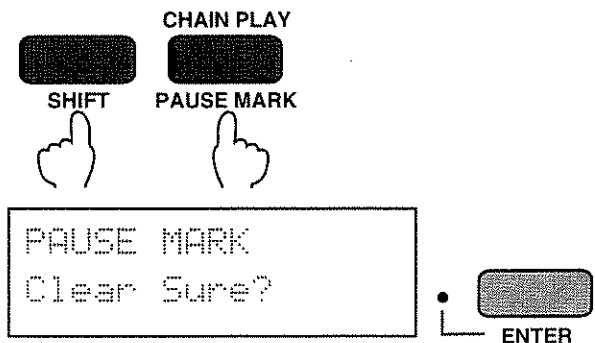 CHAIN PLAY
SHIFT PAUSE MARK
PAUSE MARK
Clear Sure?
ENTER